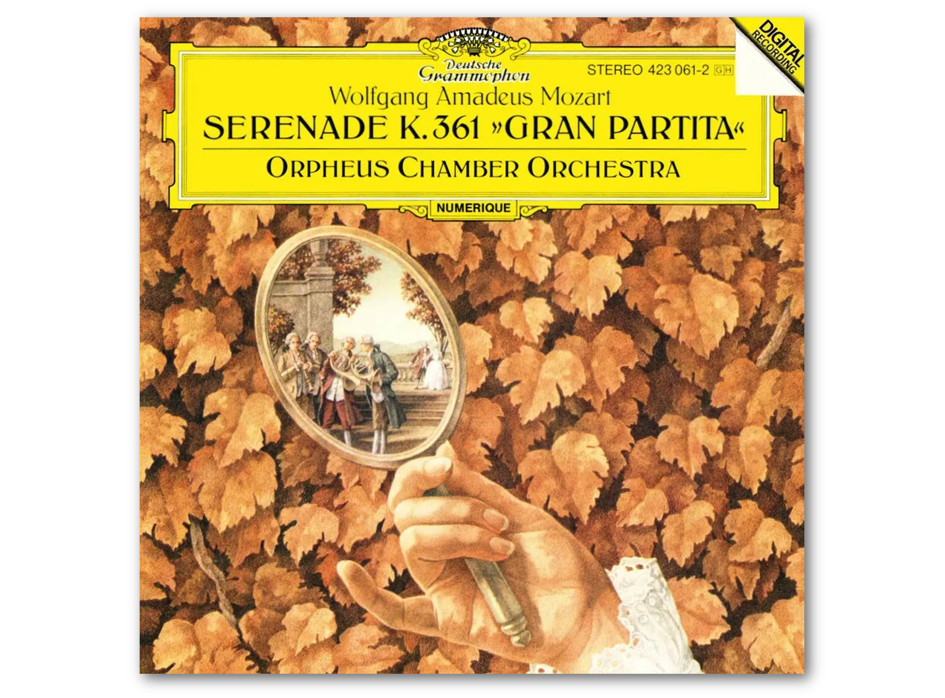 DIGITAL
RECORDING
Deutsche
Grammophon
STEREO 423 061-2 GH
Wolfgang Amadeus Mozart
SERENADE K. 361 »GRAN PARTITA«
ORPHEUS CHAMBER ORCHESTRA
NUMERIQUE